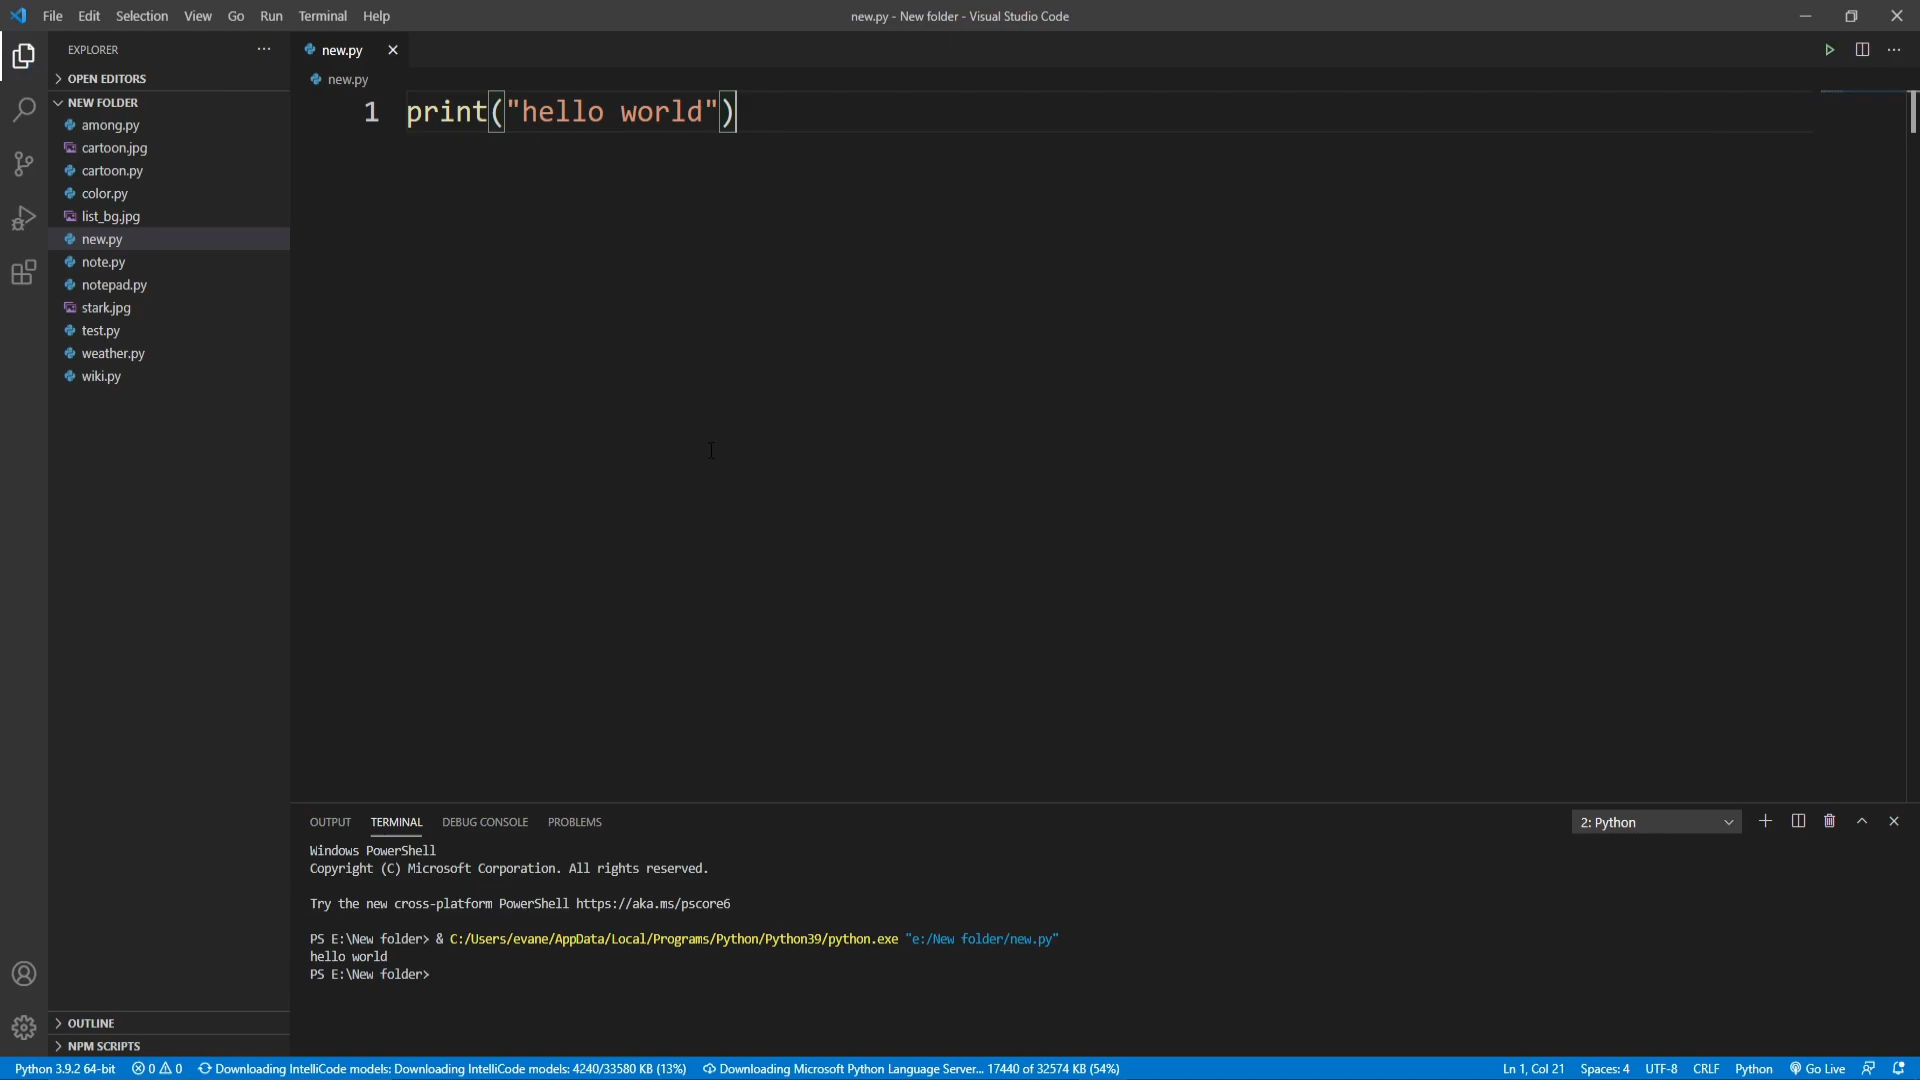 File Edit Selection View Go Run Terminal Help
new.py - New folder - Visual Studio Code
EXPLORER
OPEN EDITORS
NEW FOLDER
among.py
cartoon.jpg
cartoon.py
color.py
list_bg.jpg
new.py
note.py
notepad.py
stark.jpg
test.py
weather.py
wiki.py
OUTLINE
NPM SCRIPTS
new.py
new.py
1 print("hello world")
OUTPUT TERMINAL DEBUG CONSOLE PROBLEMS
2: Python
Windows PowerShell
Copyright (C) Microsoft Corporation. All rights reserved.
Try the new cross-platform PowerShell https://aka.ms/pscore6
PS E:\New folder> & C:/Users/evane/AppData/Local/Programs/Python/Python39/python.exe "e:/New folder/new.py"
hello world
PS E:\New folder>
Python 3.9.2 64-bit 0 0 Downloading IntelliCode models: Downloading IntelliCode models: 4240/33580 KB (13%) Downloading Microsoft Python Language Server... 17440 of 32574 KB (54%) Ln 1, Col 21 Spaces: 4 UTF-8 CRLF Python Go Live